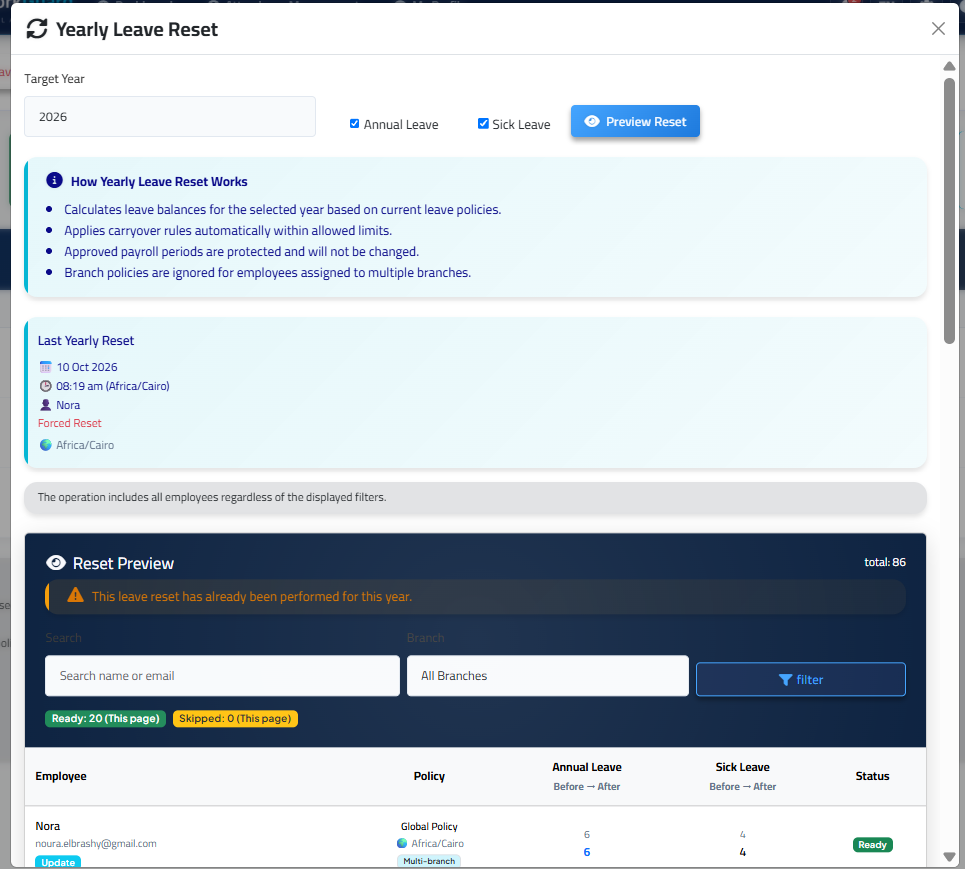 Yearly Leave Reset
Target Year
2026
Annual Leave
Sick Leave
Preview Reset
How Yearly Leave Reset Works
Calculates leave balances for the selected year based on current leave policies.
Applies carryover rules automatically within allowed limits.
Approved payroll periods are protected and will not be changed.
Branch policies are ignored for employees assigned to multiple branches.
Last Yearly Reset
10 Oct 2026
08:19 am (Africa/Cairo)
Nora
Forced Reset
Africa/Cairo
The operation includes all employees regardless of the displayed filters.
Reset Preview
total: 86
This leave reset has already been performed for this year.
Search
Branch
Search name or email
All Branches
filter
Ready: 20 (This page)
Skipped: 0 (This page)
Employee
Policy
Annual Leave
Before → After
Sick Leave
Before → After
Status
Nora
noura.elbrashy@gmail.com
Update
Global Policy
Africa/Cairo
Multi-branch
6
6
4
4
Ready